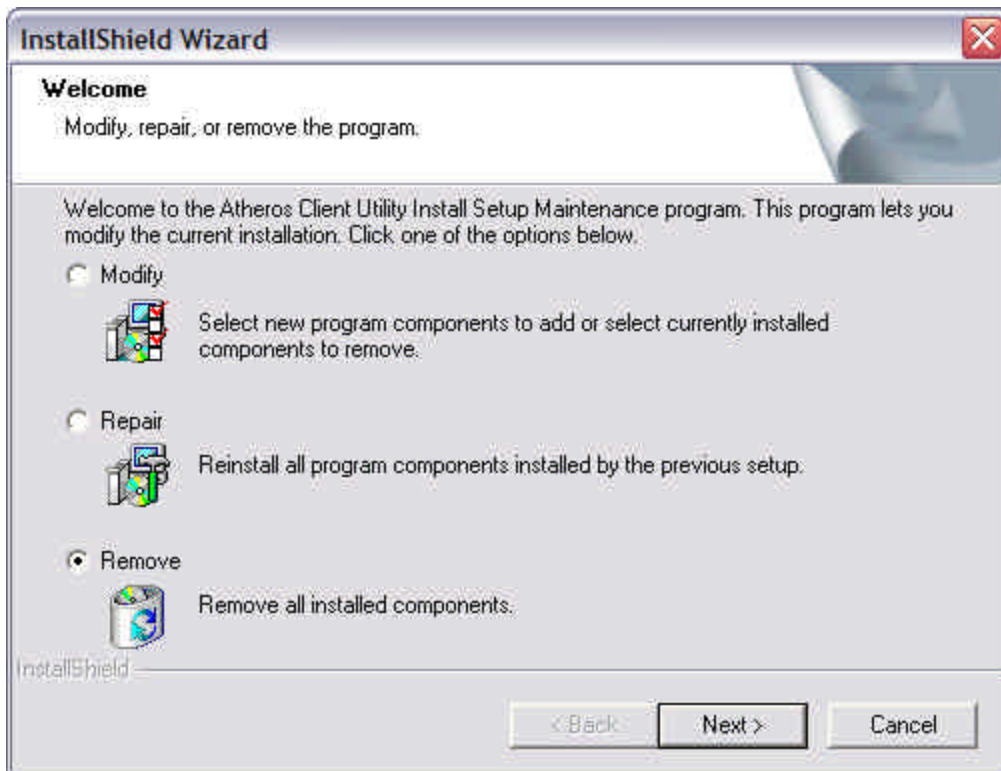 InstallShield Wizard
Welcome
Modify, repair, or remove the program.
Welcome to the Atheros Client Utility Install Setup Maintenance program. This program lets you
modify the current installation. Click one of the options below.
Modify
Select new program components to add or select currently installed
components to remove.
Repair
Reinstall all program components installed by the previous setup.
Remove
Remove all installed components.
InstallShield
< Back
Next >
Cancel